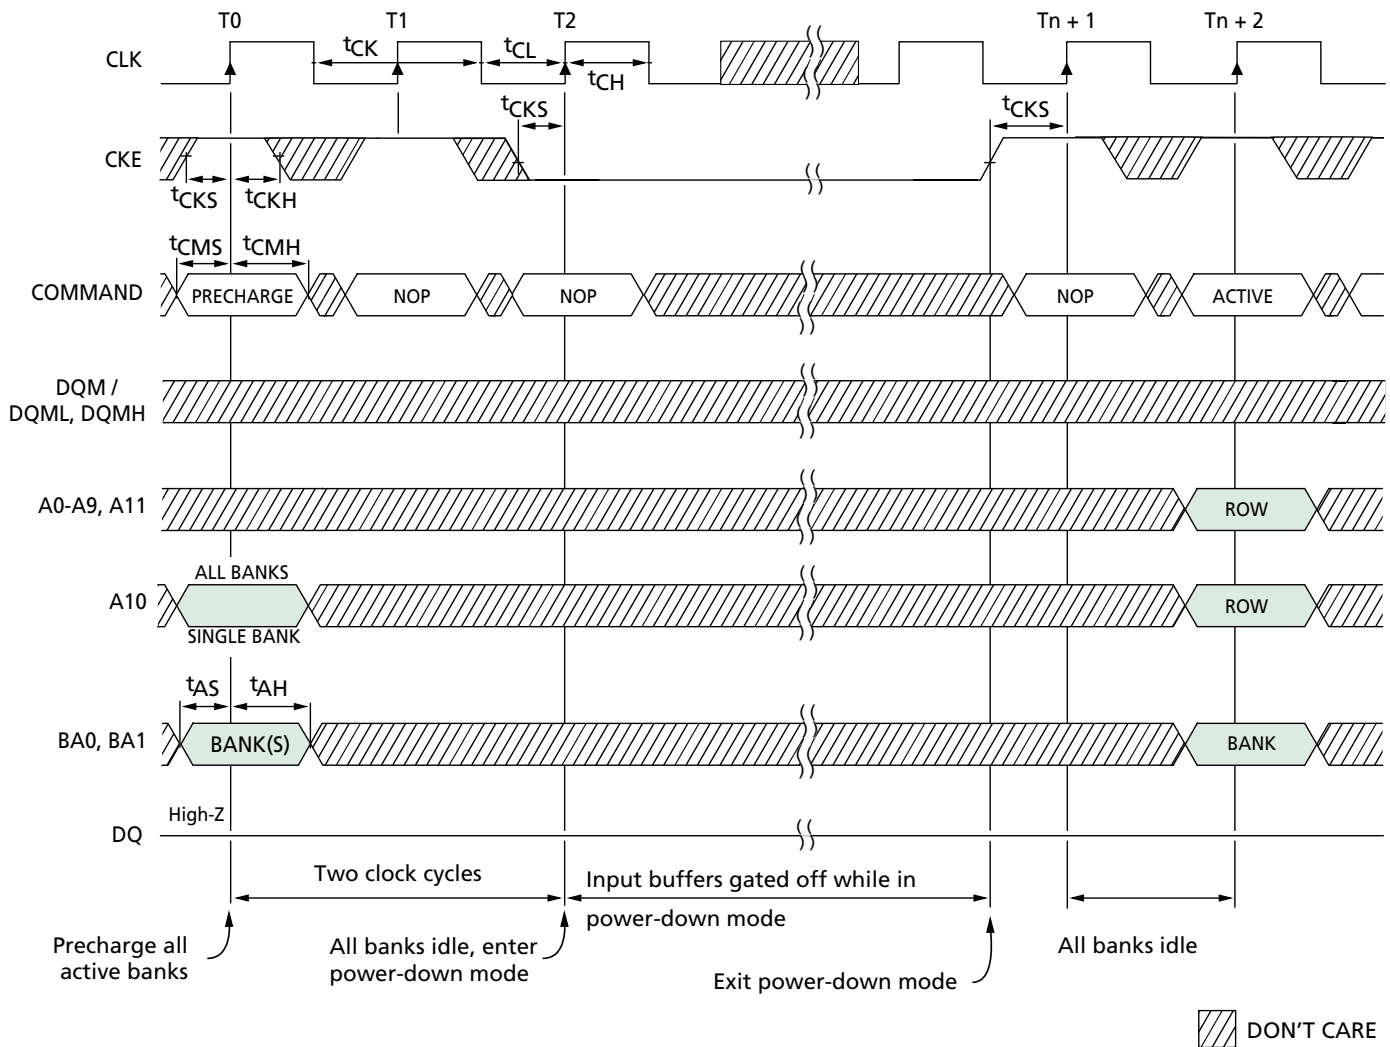 T0 T1 T2 Tn + 1 Tn + 2
CLK tCK tCL tCH
tCKS tCKS
CKE
tCKS tCKH
tCMS tCMH
COMMAND PRECHARGE NOP NOP NOP ACTIVE
DQM /
DQML, DQMH
A0-A9, A11 ROW
ALL BANKS
A10 ROW
SINGLE BANK
tAS tAH
BA0, BA1 BANK(S) BANK
High-Z
DQ
Two clock cycles
Input buffers gated off while in
power-down mode
Precharge all
active banks
All banks idle, enter
power-down mode
Exit power-down mode
All banks idle
DON'T CARE